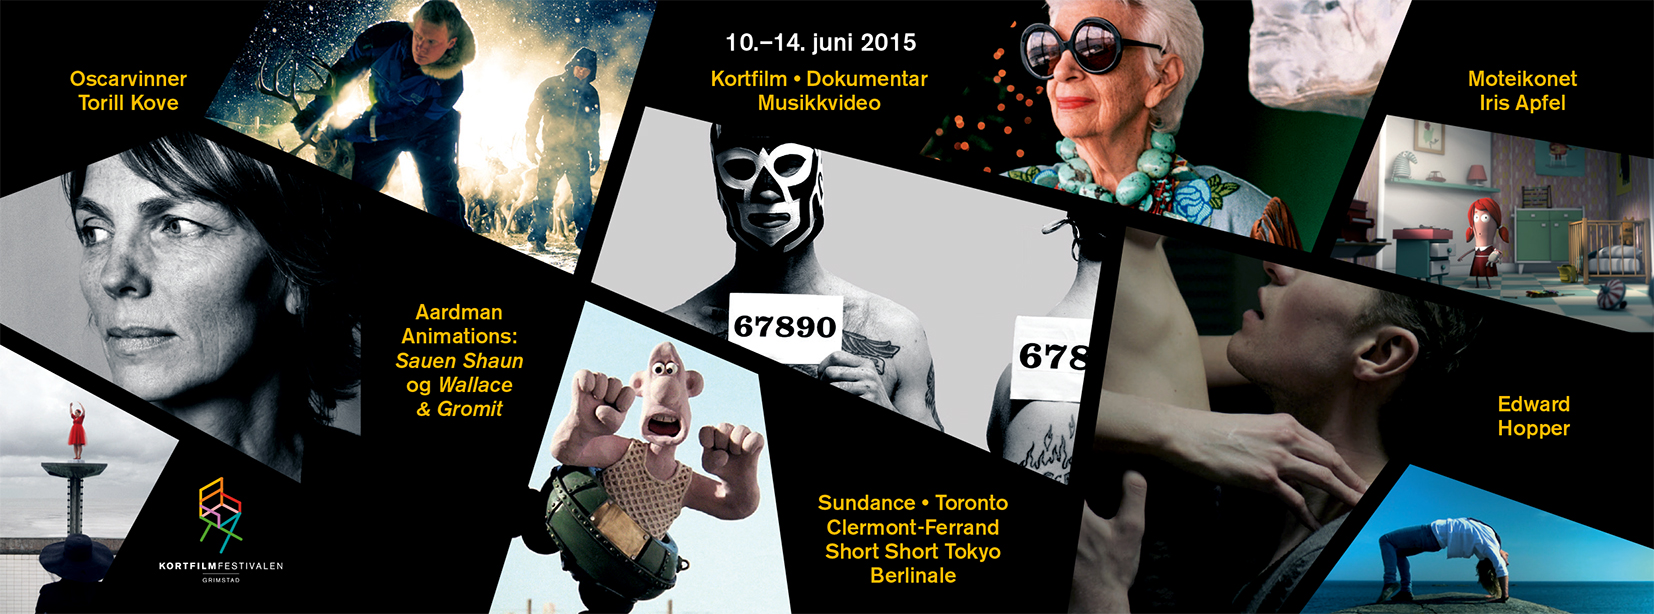 Oscarvinner
Torill Kove
10.–14. juni 2015
Kortfilm • Dokumentar
Musikkvideo
Moteikonet
Iris Apfel
67890
678
Aardman
Animations:
Sauen Shaun
og Wallace
& Gromit
Edward
Hopper
Sundance • Toronto
Clermont-Ferrand
Short Short Tokyo
Berlinale
KORTFILMFESTIVALEN
GRIMSTAD